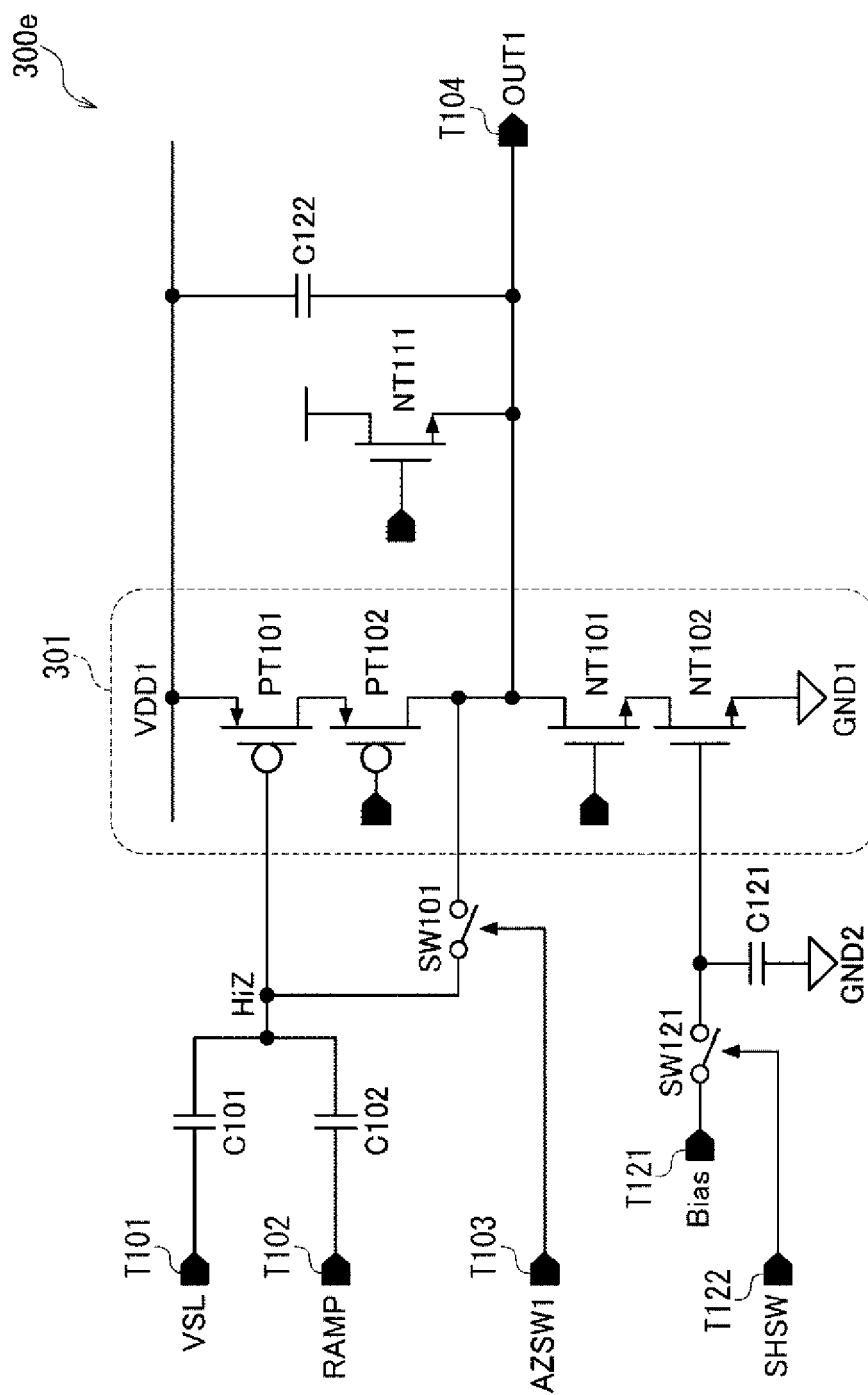 300e
301
VDD1
PT101
PT102
NT101
NT102
GND1
NT111
C122
T104
OUT1
HiZ
C101
C102
SW101
T101
VSL
T102
RAMP
T103
AZSW1
SW121
C121
GND2
T121
Bias
T122
SHSW